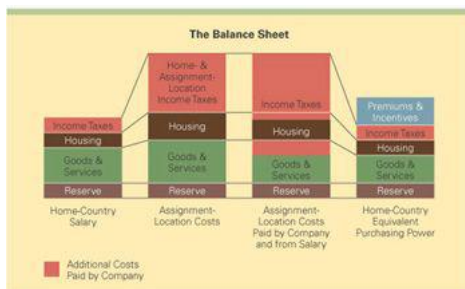 The Balance Sheet
Income Taxes
Housing
Goods &
Services
Reserve
Home-Country
Salary
Home- &
Assignment-
Location
Income Taxes
Housing
Goods &
Services
Reserve
Assignment-
Location Costs
Income Taxes
Housing
Goods &
Services
Reserve
Assignment-
Location Costs
Paid by Company
and from Salary
Premiums &
Incentives
Income Taxes
Housing
Goods &
Services
Reserve
Home-Country
Equivalent
Purchasing Power
Additional Costs
Paid by Company